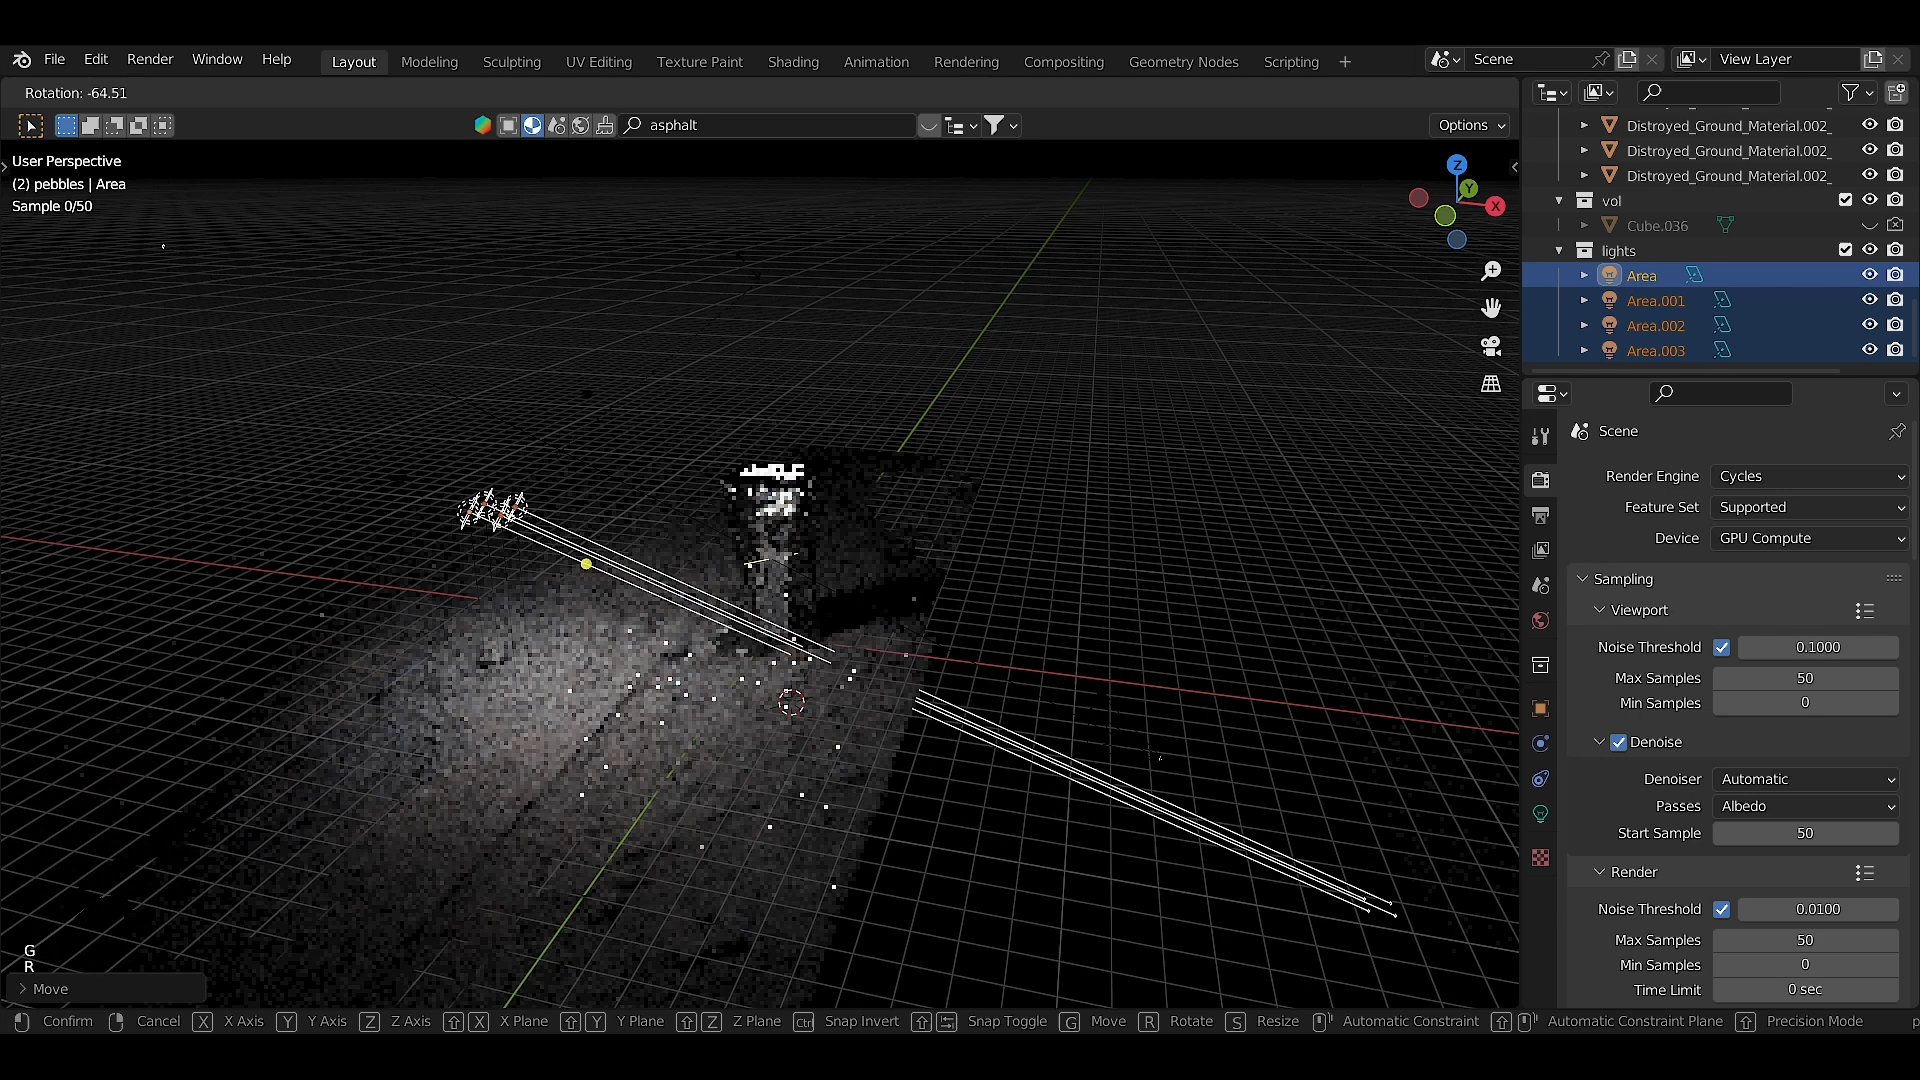 File Edit Render Window Help Layout Modeling Sculpting UV Editing Texture Paint Shading Animation Rendering Compositing Geometry Nodes Scripting + Scene View Layer
Rotation: -64.51
asphalt Options
User Perspective
(2) pebbles | Area
Sample 0/50
Z
Y
X
Distroyed_Ground_Material.002_
Distroyed_Ground_Material.002_
Distroyed_Ground_Material.002_
vol
Cube.036
lights
Area
Area.001
Area.002
Area.003
Scene
Render Engine Cycles
Feature Set Supported
Device GPU Compute
Sampling
Viewport
Noise Threshold 0.1000
Max Samples 50
Min Samples 0
Denoise
Denoiser Automatic
Passes Albedo
Start Sample 50
Render
Noise Threshold 0.0100
Max Samples 50
Min Samples 0
Time Limit 0 sec
G
R
Move
Confirm Cancel X X Axis Y Y Axis Z Z Axis X X Plane Y Y Plane Z Z Plane Ctrl Snap Invert Snap Toggle G Move R Rotate S Resize Automatic Constraint Automatic Constraint Plane Precision Mode p